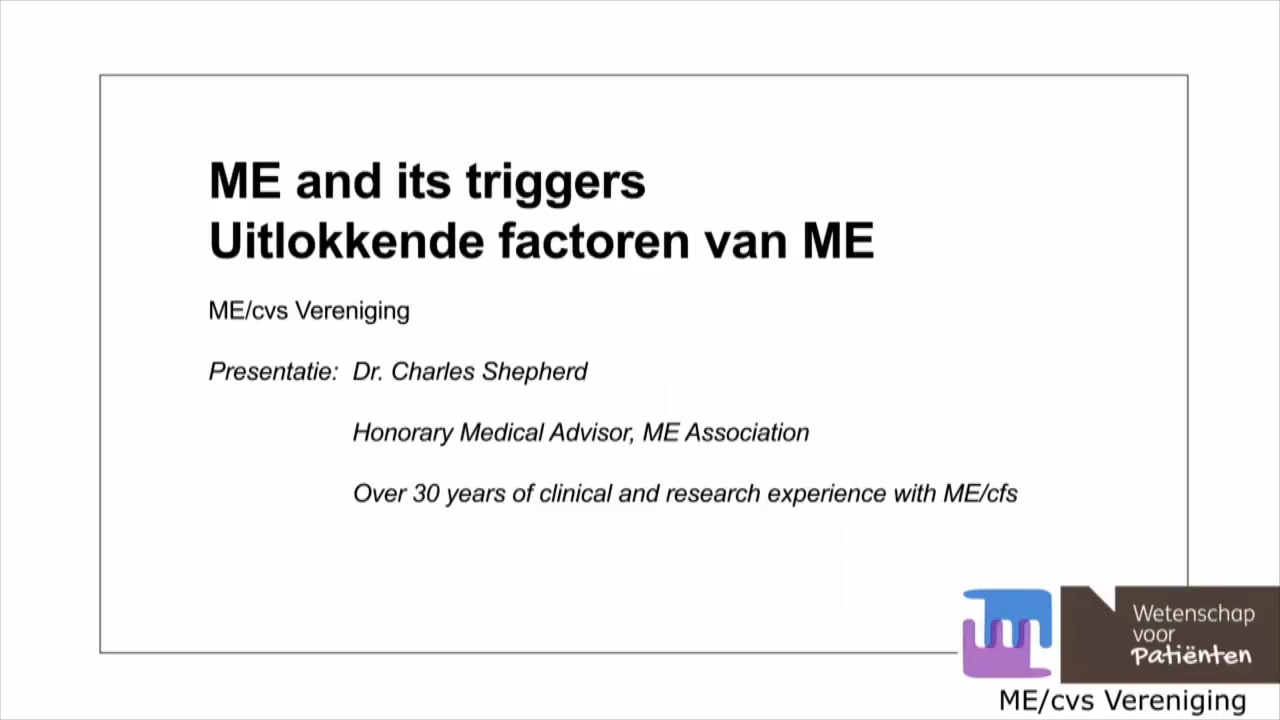 ME and its triggers
Uitlokkende factoren van ME
ME/cvs Vereniging
Presentatie: Dr. Charles Shepherd
Honorary Medical Advisor, ME Association
Over 30 years of clinical and research experience with ME/cfs
Wetenschap
voor
Patiënten
ME/cvs Vereniging